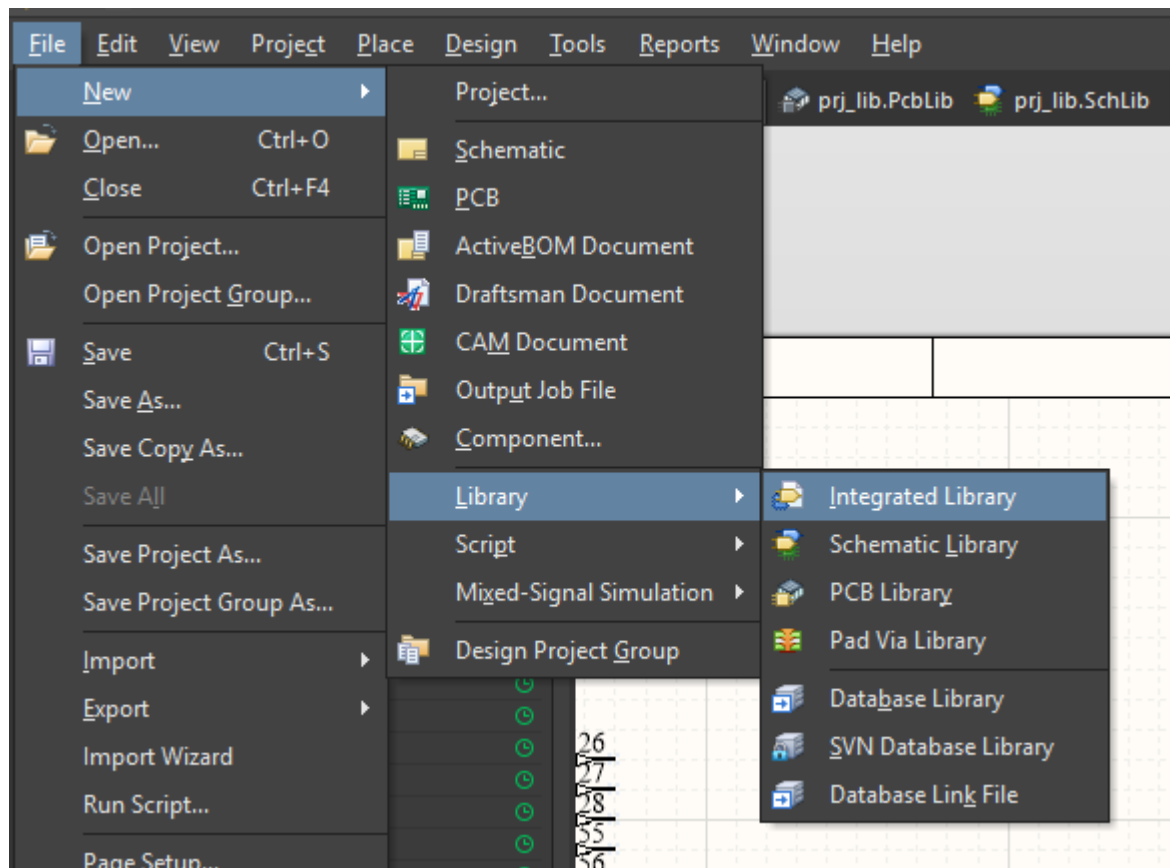 File Edit View Project Place Design Tools Reports Window Help
prj_lib.PcbLib prj_lib.SchLib
New
Open... Ctrl+O
Close Ctrl+F4
Open Project...
Open Project Group...
Save Ctrl+S
Save As...
Save Copy As...
Save All
Save Project As...
Save Project Group As...
Import
Export
Import Wizard
Run Script...
Page Setup...
Project...
Schematic
PCB
ActiveBOM Document
Draftsman Document
CAM Document
Output Job File
Component...
Library
Script
Mixed-Signal Simulation
Design Project Group
Integrated Library
Schematic Library
PCB Library
Pad Via Library
Database Library
SVN Database Library
Database Link File
26
27
28
55
56